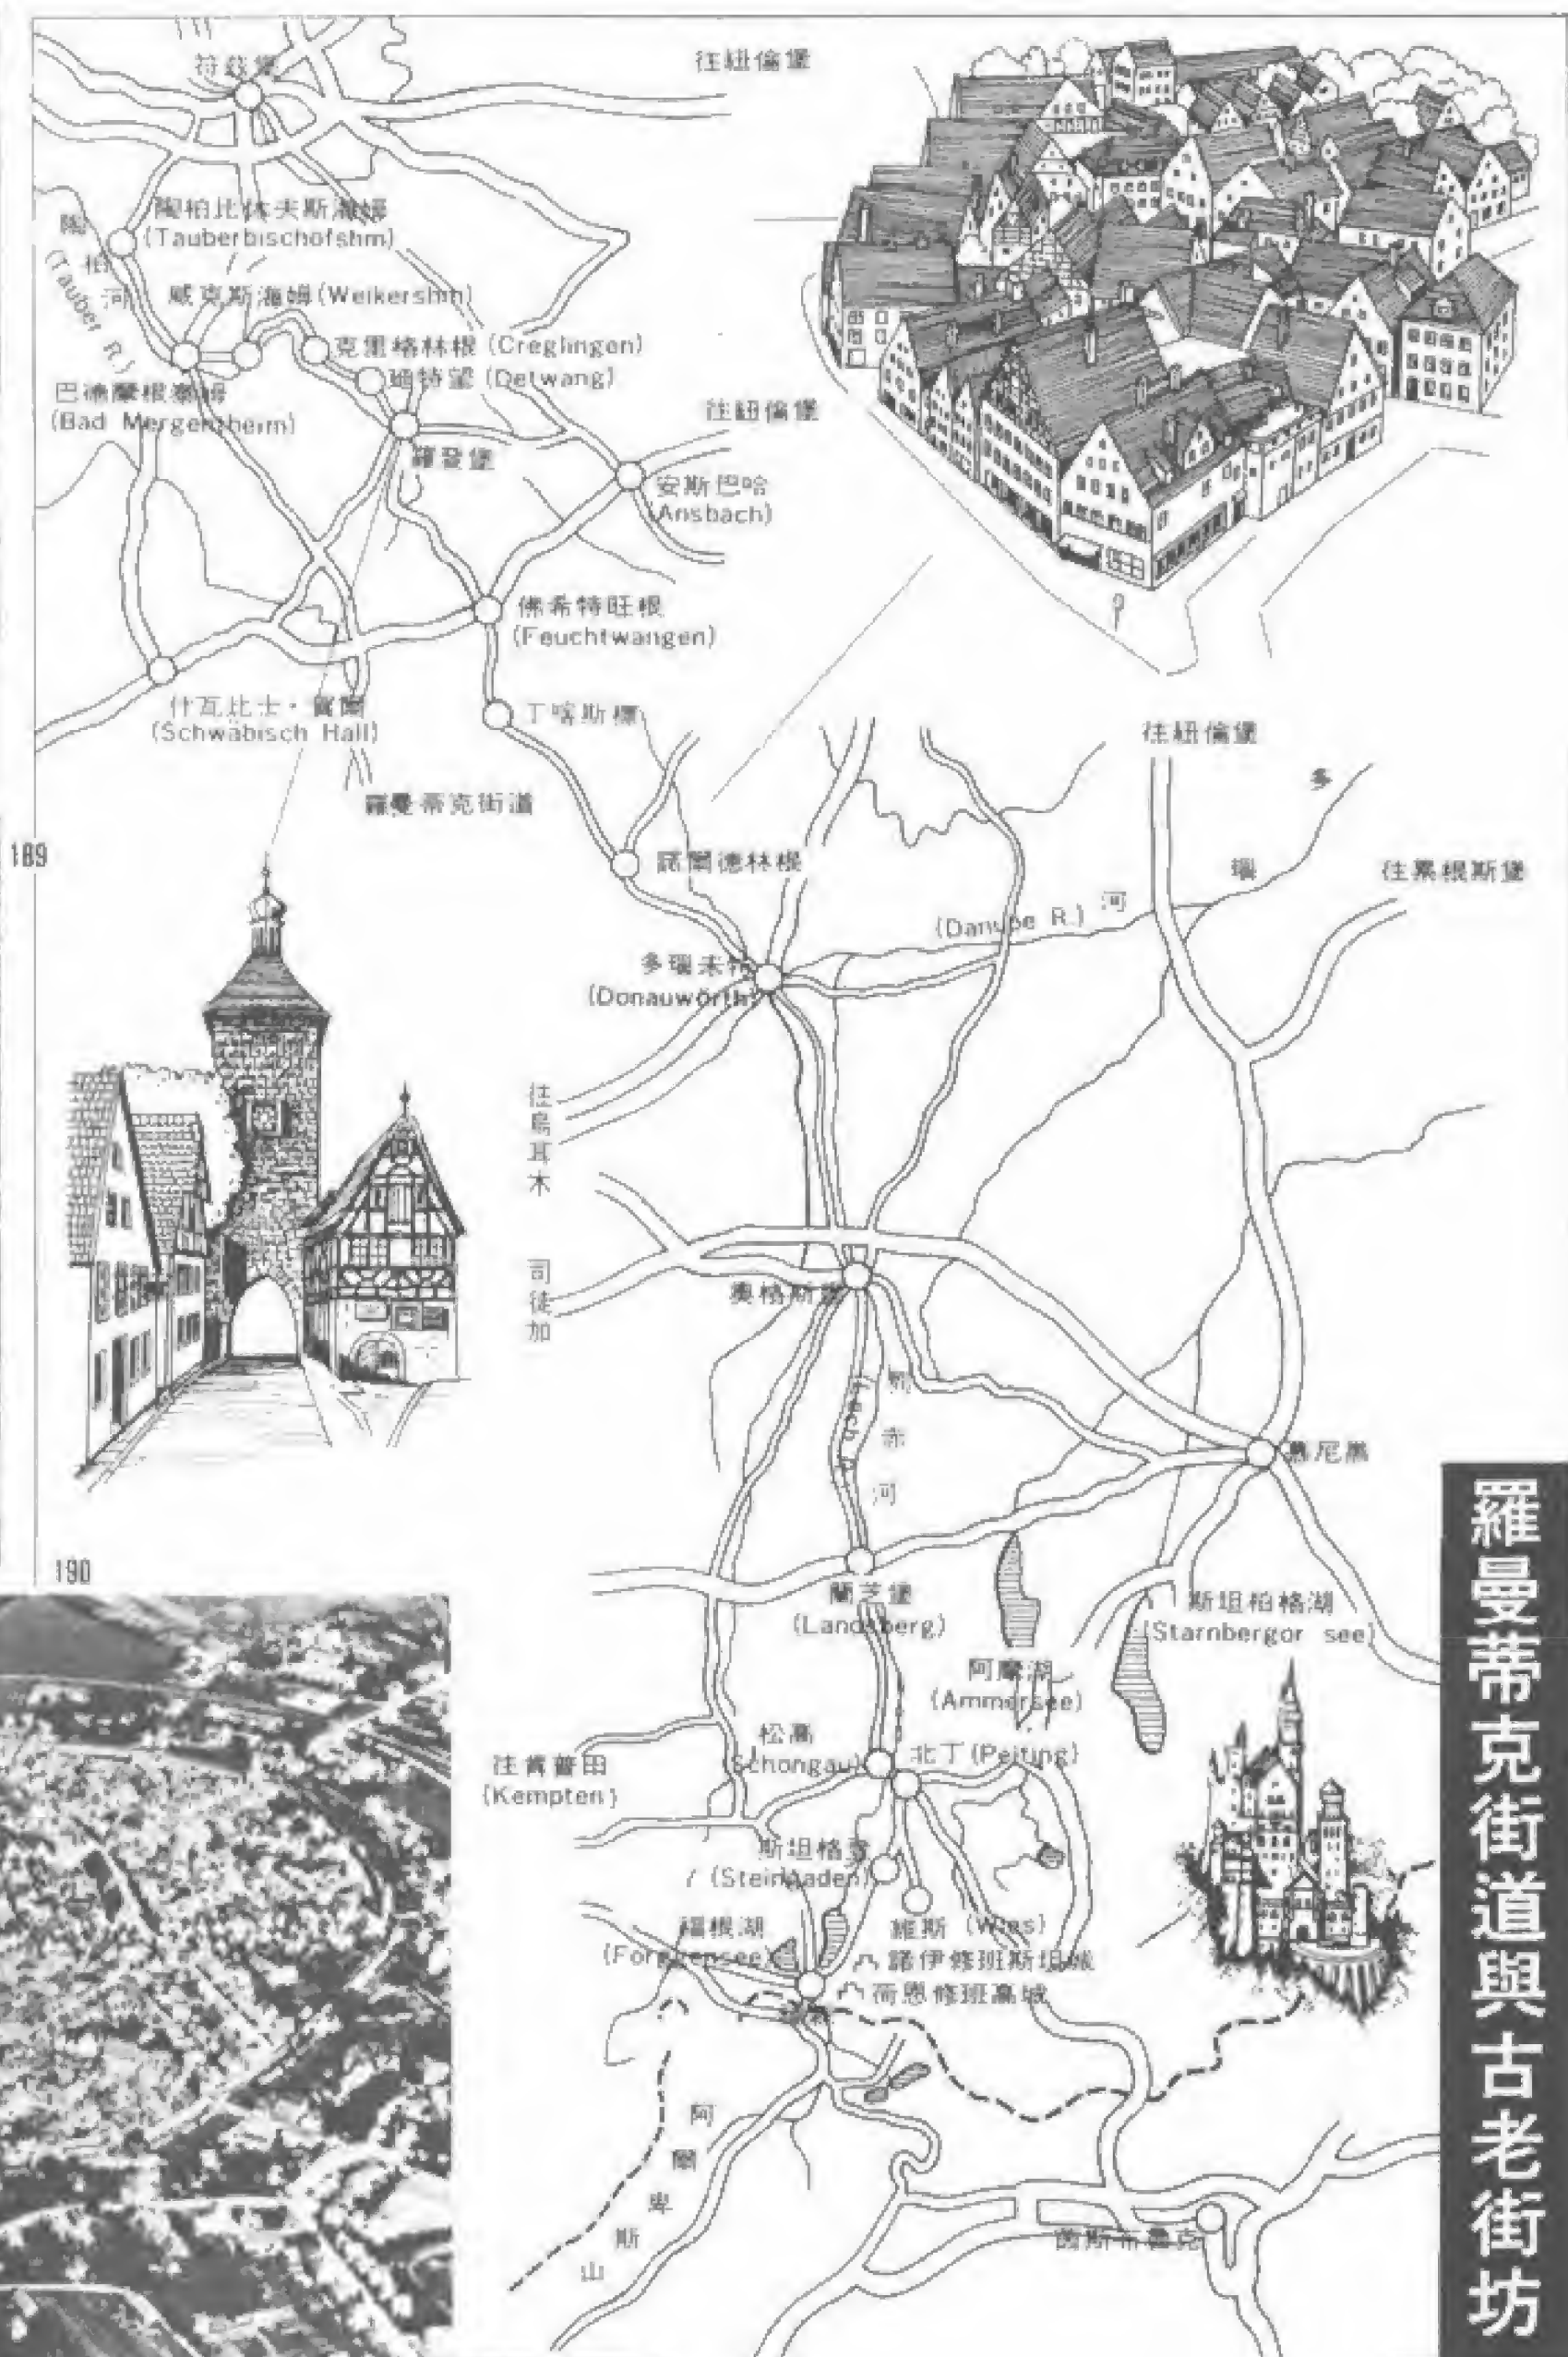 符茲堡
往紐倫堡
陶柏比休夫斯海姆
(Tauberbischofshm)
陶柏河
(Tauber R.)
威克斯海姆 (Weikershm)
克里格林根 (Creglingen)
廸特望 (Detwang)
巴德摩根泰姆
(Bad Mergentheim)
往紐倫堡
羅登堡
安斯巴哈
(Ansbach)
佛希特旺根
(Feuchtwangen)
什瓦比士・賀爾
(Schwäbisch Hall)
丁喀斯標
往紐倫堡
羅曼蒂克街道
多瑙河
(Danube R.)
189
諾爾德林根
往累根斯堡
多瑙未特
(Donauwörth)
往烏耳木
司徒加
奧格斯堡
赤河
慕尼黑
190
蘭芝堡
(Landsberg)
斯坦柏格湖
(Starnbergor see)
阿摩湖
(Ammersee)
松高
(Schongau)
北丁 (Peiting)
往肯普田
(Kempten)
斯坦格登
(Steingaden)
福根湖
(Forggensee)
維斯 (Wies)
諾伊修班斯坦城
荷恩修班高城
阿爾卑斯山
茵斯布魯克
羅曼蒂克街道與古老街坊